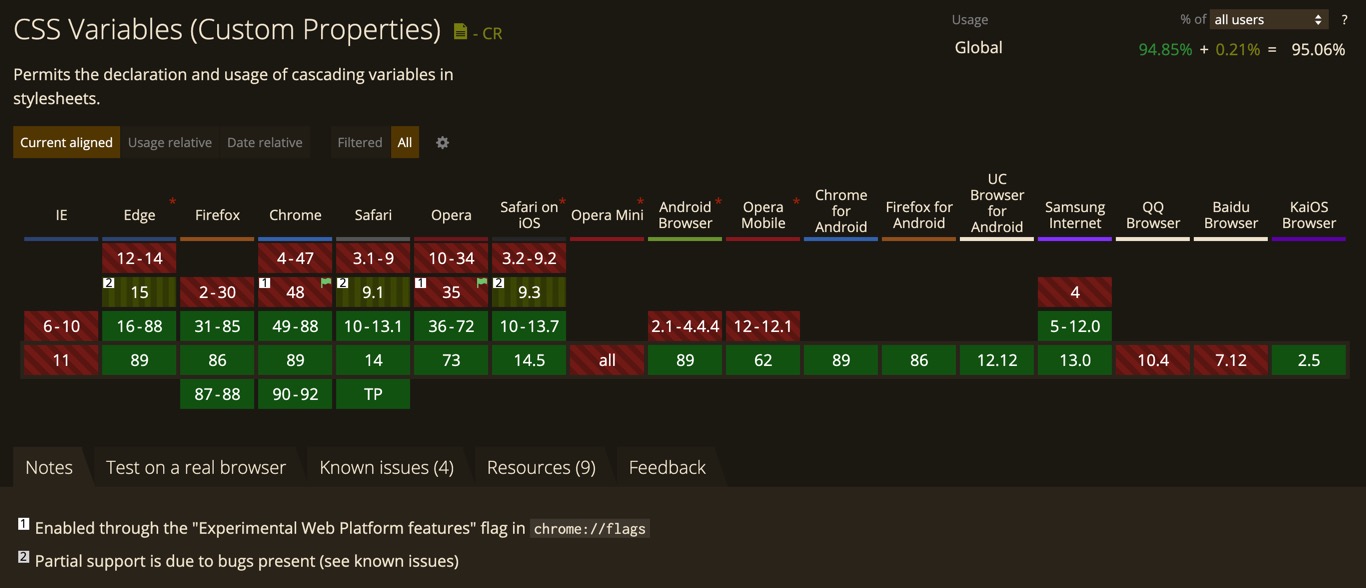 CSS Variables (Custom Properties) - CR
Usage % of all users ?
Global 94.85% + 0.21% = 95.06%
Permits the declaration and usage of cascading variables in
stylesheets.
Current aligned Usage relative Date relative Filtered All
IE Edge * Firefox Chrome Safari Opera Safari on iOS * Opera Mini * Android Browser * Opera Mobile * Chrome for Android Firefox for Android UC Browser for Android Samsung Internet QQ Browser Baidu Browser KaiOS Browser
12-14 4-47 3.1-9 10-34 3.2-9.2
2 15 2-30 1 48 2 9.1 1 35 2 9.3 4
6-10 16-88 31-85 49-88 10-13.1 36-72 10-13.7 2.1-4.4.4 12-12.1 5-12.0
11 89 86 89 14 73 14.5 all 89 62 89 86 12.12 13.0 10.4 7.12 2.5
87-88 90-92 TP
Notes Test on a real browser Known issues (4) Resources (9) Feedback
1 Enabled through the "Experimental Web Platform features" flag in chrome://flags
2 Partial support is due to bugs present (see known issues)